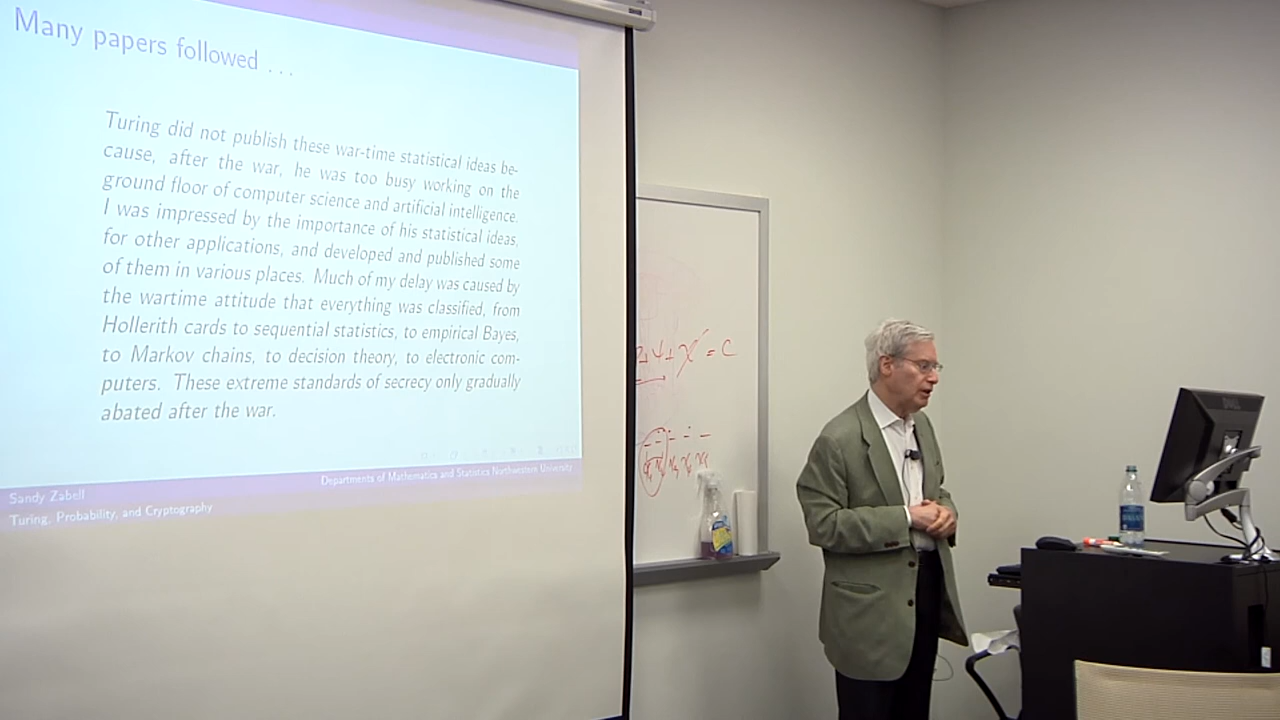 Many papers followed ...
Turing did not publish these war-time statistical ideas be-
cause, after the war, he was too busy working on the
ground floor of computer science and artificial intelligence.
I was impressed by the importance of his statistical ideas,
for other applications, and developed and published some
of them in various places. Much of my delay was caused by
the wartime attitude that everything was classified, from
Hollerith cards to sequential statistics, to empirical Bayes,
to Markov chains, to decision theory, to electronic com-
puters. These extreme standards of secrecy only gradually
abated after the war.
Sandy Zabell
Departments of Mathematics and Statistics Northwestern University
Turing, Probability, and Cryptography
= C
DELL